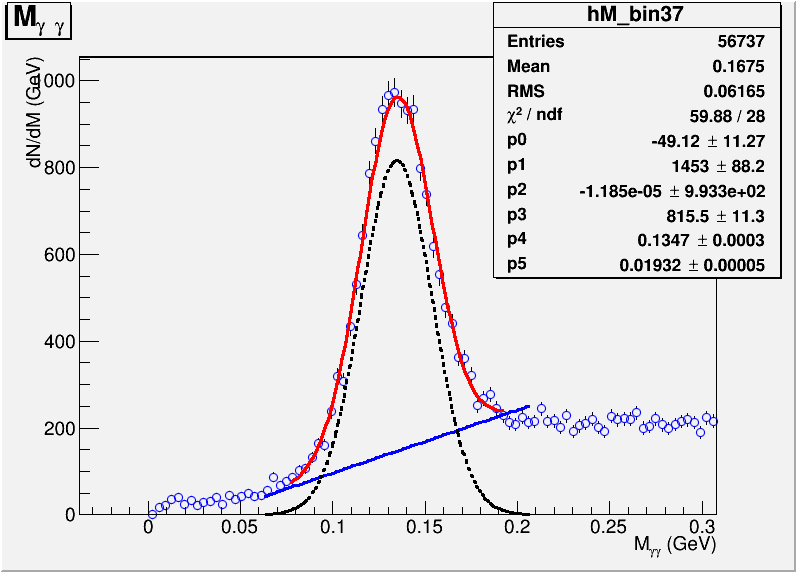 Mγ γ
hM_bin37
Entries 56737
Mean 0.1675
RMS 0.06165
χ² / ndf 59.88 / 28
p0 -49.12 ± 11.27
p1 1453 ± 88.2
p2 -1.185e-05 ± 9.933e+02
p3 815.5 ± 11.3
p4 0.1347 ± 0.0003
p5 0.01932 ± 0.00005
dN/dM (GeV)
1000
800
600
400
200
0
0 0.05 0.1 0.15 0.2 0.25 0.3
Mγγ (GeV)